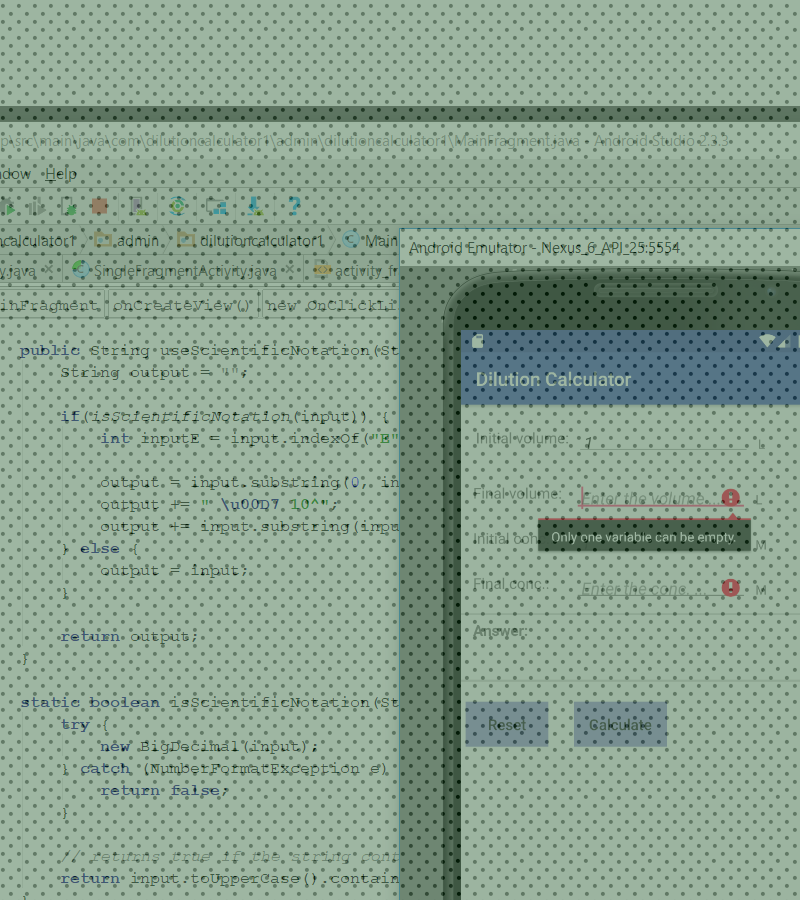 p\src\main\java\com\dilutioncalculator1\admin\dilutioncalculator1\MainFragment.java - Android Studio 2.3.3
ndow Help
ncalculator1 admin dilutioncalculator1 Main
y.java SingleFragmentActivity.java activity_fr
inFragment onCreateView() new OnClickLi
public String useScientificNotation(St
String output = "";
if(isScientificNotation(input)) {
int inputE = input.indexOf("E"
output = input.substring(0, in
output += " \u00D7 10^";
output += input.substring(inpu
} else {
output = input;
}
return output;
}
static boolean isScientificNotation(St
try {
new BigDecimal(input);
} catch (NumberFormatException e)
return false;
}
// returns true if the string cont
return input.toUpperCase().contain
}
Android Emulator - Nexus_6_API_25:5554
Dilution Calculator
Initial volume: 1 L
Final volume: Enter the volume. L
Only one variable can be empty.
Initial con M
Final conc.: Enter the conc. M
Answer:
Reset Calculate